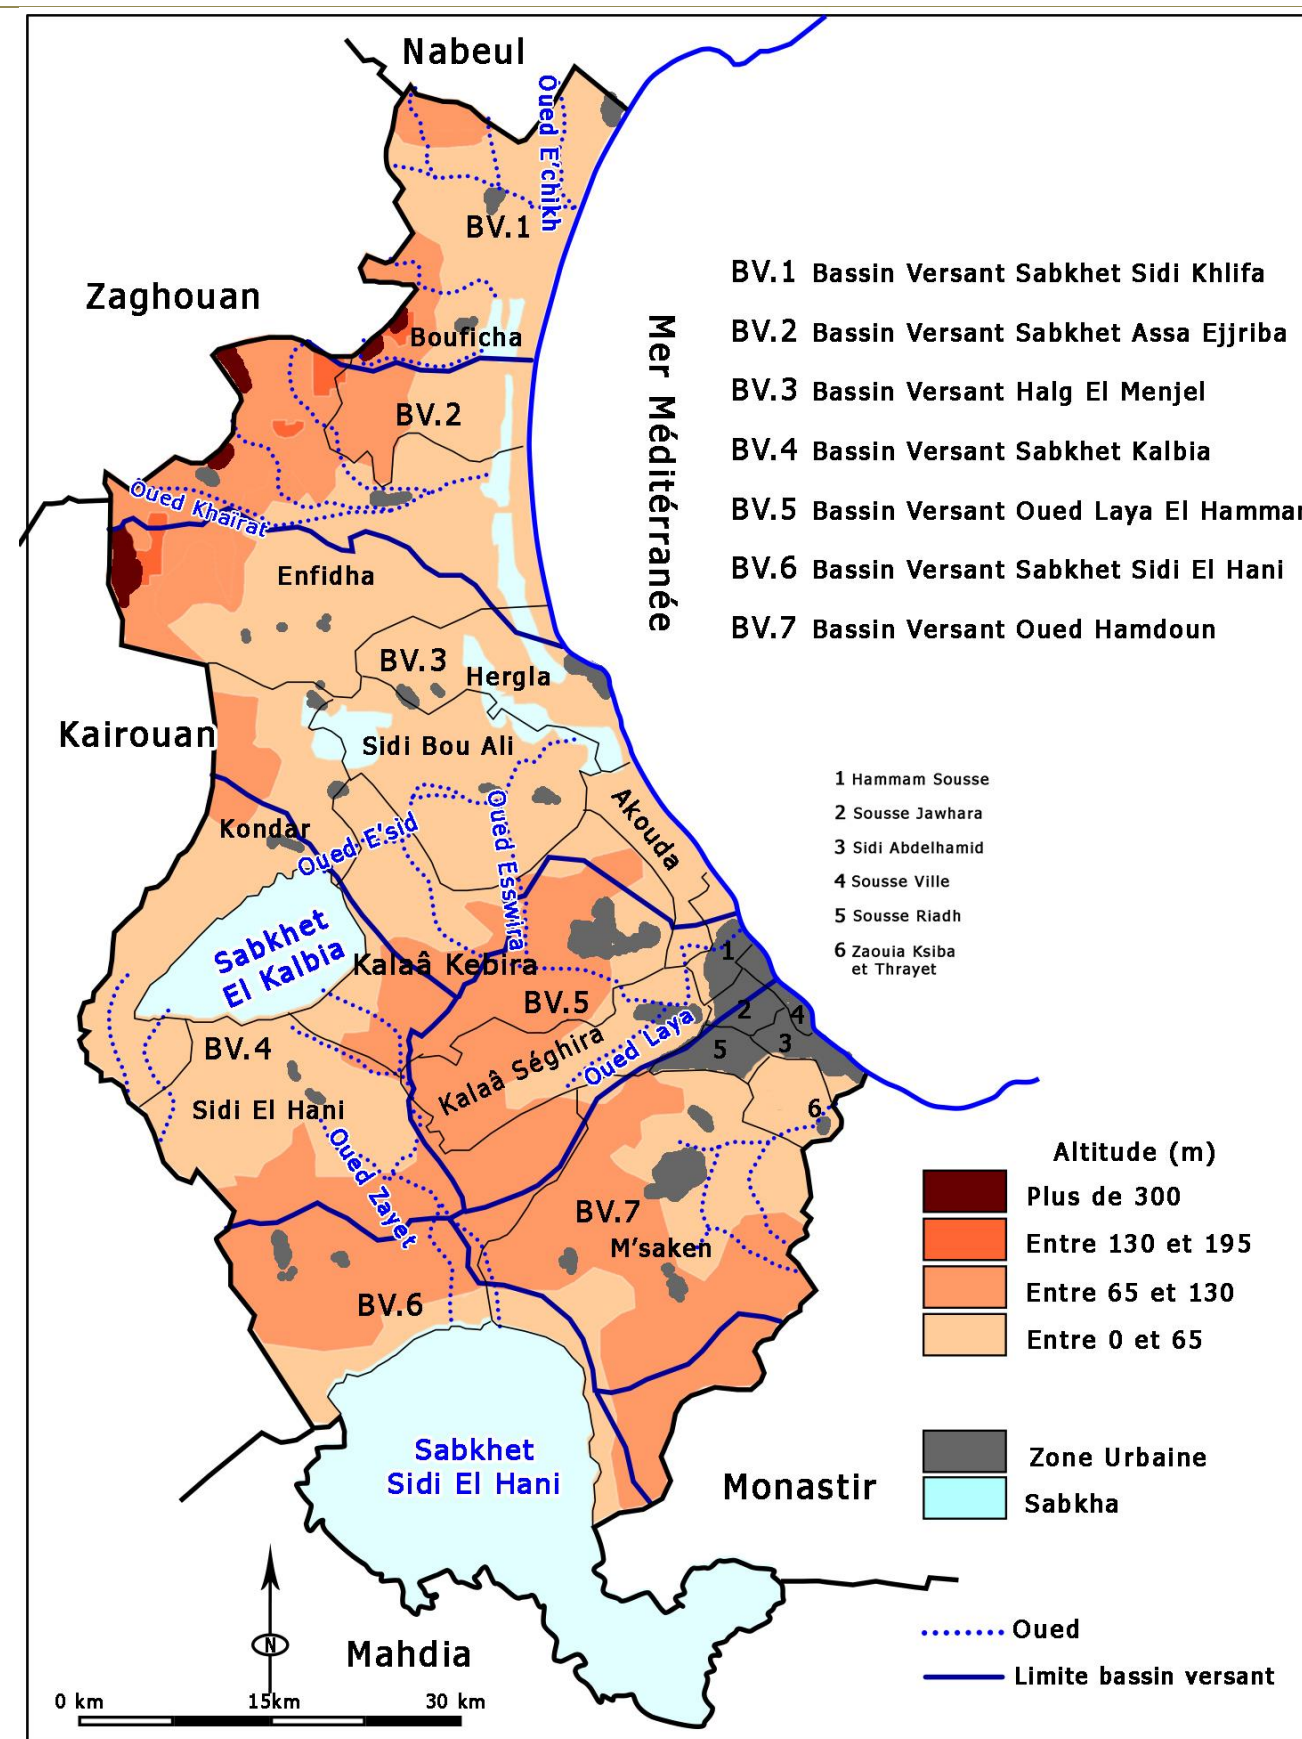 Nabeul
Oued E'chikh
BV.1
Zaghouan
Bouficha
BV.2
Oued Khaïrat
Enfidha
BV.3
Hergla
Kairouan
Sidi Bou Ali
Akouda
Kondar
Oued E'sid
Oued Esswira
Sabkhet
El Kalbia
Kalaâ Kebira
BV.5
BV.4
Kalaâ Séghira
Oued Laya
Sidi El Hani
Oued Zayet
BV.7
M'saken
BV.6
1
2
4
3
5
6
Sabkhet
Sidi El Hani
Monastir
Mahdia
Mer Méditérranée
BV.1 Bassin Versant Sabkhet Sidi Khlifa
BV.2 Bassin Versant Sabkhet Assa Ejjriba
BV.3 Bassin Versant Halg El Menjel
BV.4 Bassin Versant Sabkhet Kalbia
BV.5 Bassin Versant Oued Laya El Hammam
BV.6 Bassin Versant Sabkhet Sidi El Hani
BV.7 Bassin Versant Oued Hamdoun
1 Hammam Sousse
2 Sousse Jawhara
3 Sidi Abdelhamid
4 Sousse Ville
5 Sousse Riadh
6 Zaouia Ksiba
et Thrayet
Altitude (m)
Plus de 300
Entre 130 et 195
Entre 65 et 130
Entre 0 et 65
Zone Urbaine
Sabkha
Oued
Limite bassin versant
N
0 km 15km 30 km